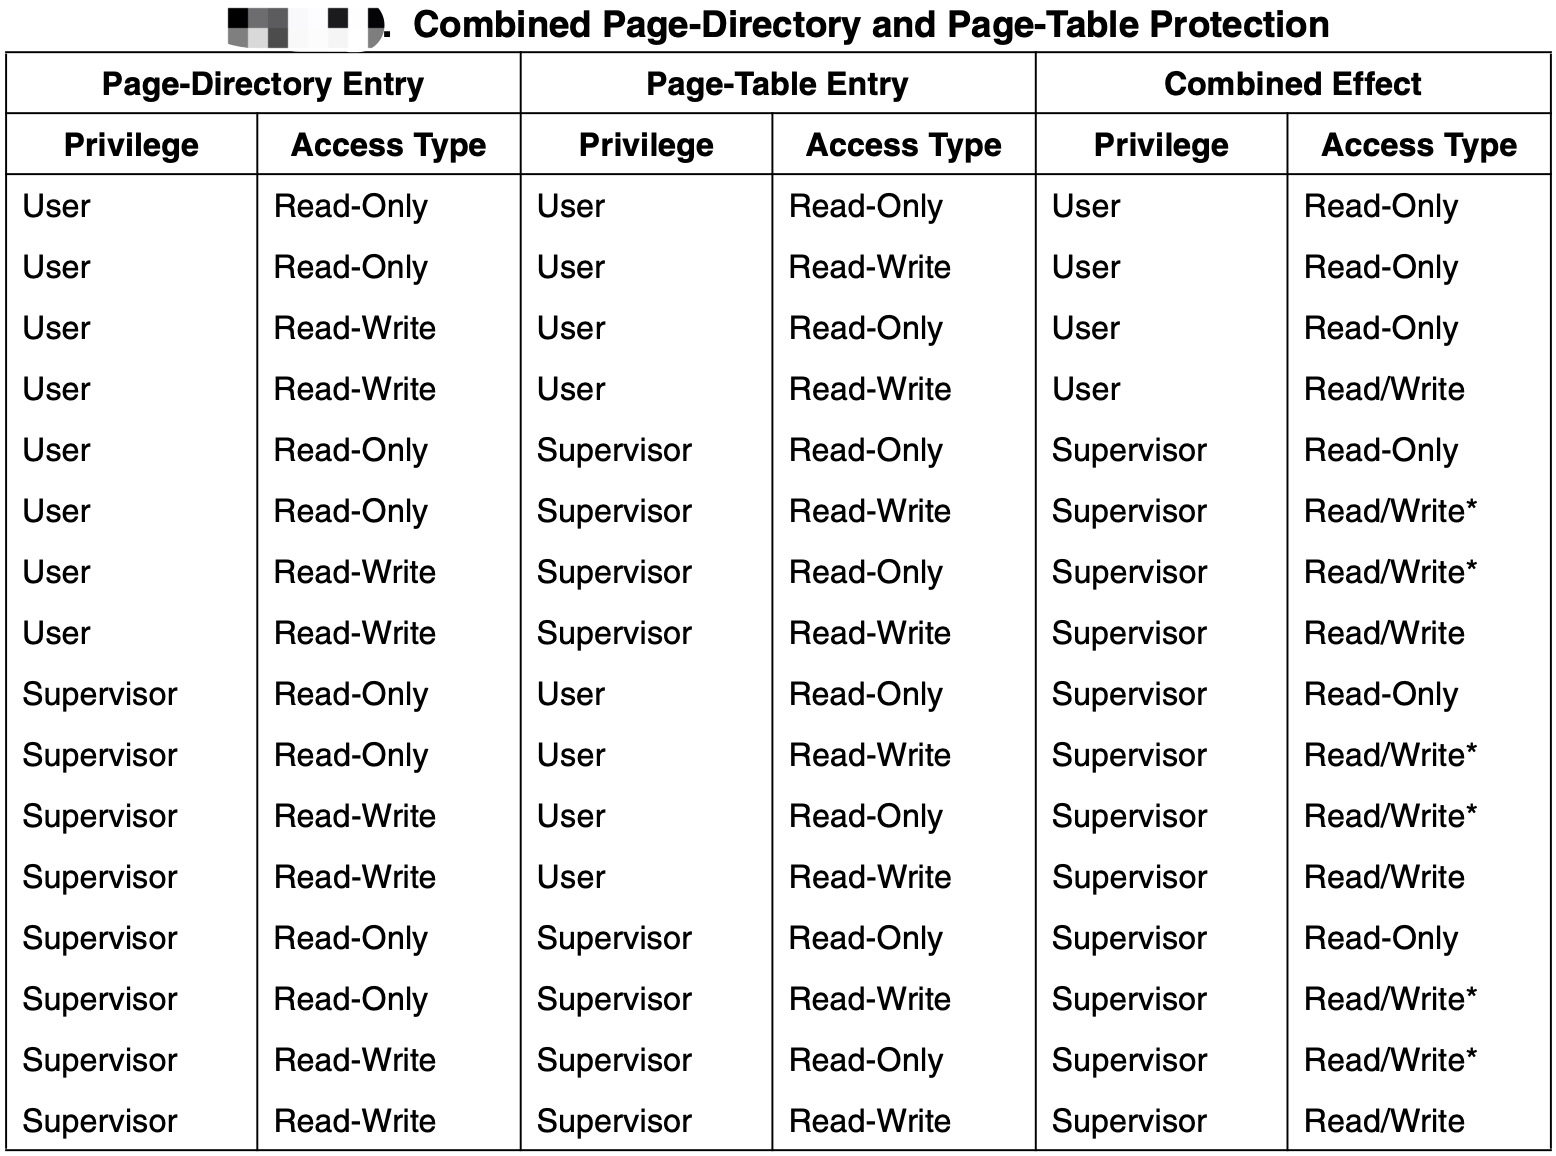 . Combined Page-Directory and Page-Table Protection
Page-Directory Entry Page-Table Entry Combined Effect
Privilege Access Type Privilege Access Type Privilege Access Type
User Read-Only User Read-Only User Read-Only
User Read-Only User Read-Write User Read-Only
User Read-Write User Read-Only User Read-Only
User Read-Write User Read-Write User Read/Write
User Read-Only Supervisor Read-Only Supervisor Read-Only
User Read-Only Supervisor Read-Write Supervisor Read/Write*
User Read-Write Supervisor Read-Only Supervisor Read/Write*
User Read-Write Supervisor Read-Write Supervisor Read/Write
Supervisor Read-Only User Read-Only Supervisor Read-Only
Supervisor Read-Only User Read-Write Supervisor Read/Write*
Supervisor Read-Write User Read-Only Supervisor Read/Write*
Supervisor Read-Write User Read-Write Supervisor Read/Write
Supervisor Read-Only Supervisor Read-Only Supervisor Read-Only
Supervisor Read-Only Supervisor Read-Write Supervisor Read/Write*
Supervisor Read-Write Supervisor Read-Only Supervisor Read/Write*
Supervisor Read-Write Supervisor Read-Write Supervisor Read/Write